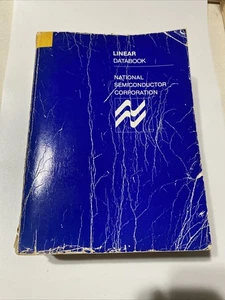 LINEAR
DATABOOK
NATIONAL
SEMICONDUCTOR
CORPORATION